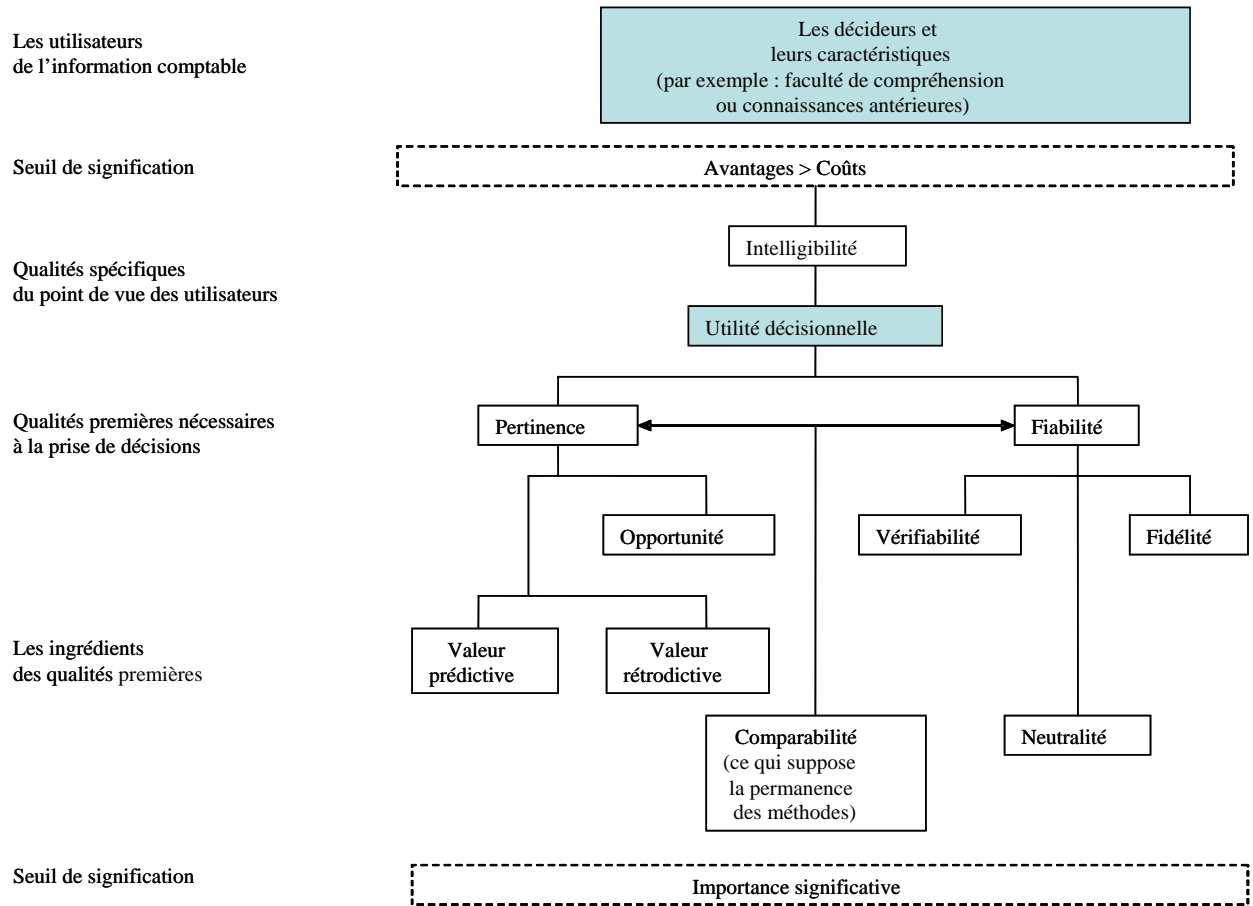 Les utilisateurs
de l’information comptable
Les décideurs et
leurs caractéristiques
(par exemple : faculté de compréhension
ou connaissances antérieures)
Seuil de signification
Avantages > Coûts
Intelligibilité
Qualités spécifiques
du point de vue des utilisateurs
Utilité décisionnelle
Qualités premières nécessaires
à la prise de décisions
Pertinence
Fiabilité
Opportunité
Vérifiabilité
Fidélité
Les ingrédients
des qualités premières
Valeur
prédictive
Valeur
rétrodictive
Comparabilité
(ce qui suppose
la permanence
des méthodes)
Neutralité
Seuil de signification
Importance significative